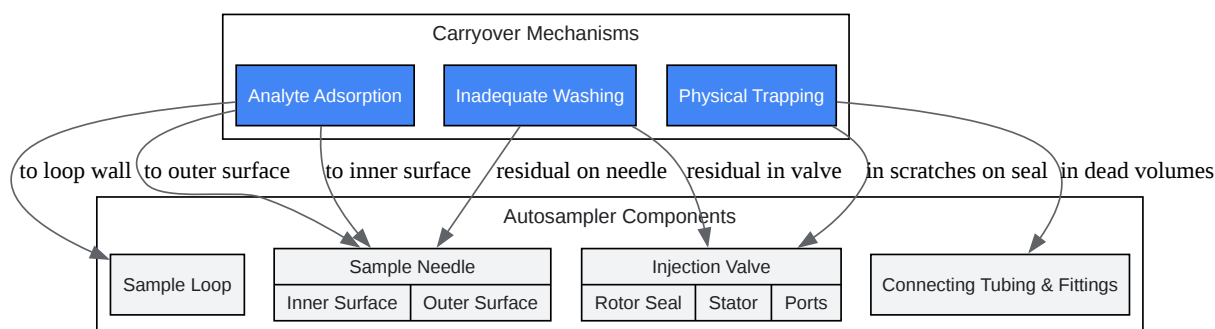 Carryover Mechanisms
Analyte Adsorption
Inadequate Washing
Physical Trapping
to loop wall
to outer surface
to inner surface
residual on needle
residual in valve
in scratches on seal
in dead volumes
Autosampler Components
Sample Loop
Sample Needle
Inner Surface
Outer Surface
Injection Valve
Rotor Seal
Stator
Ports
Connecting Tubing & Fittings